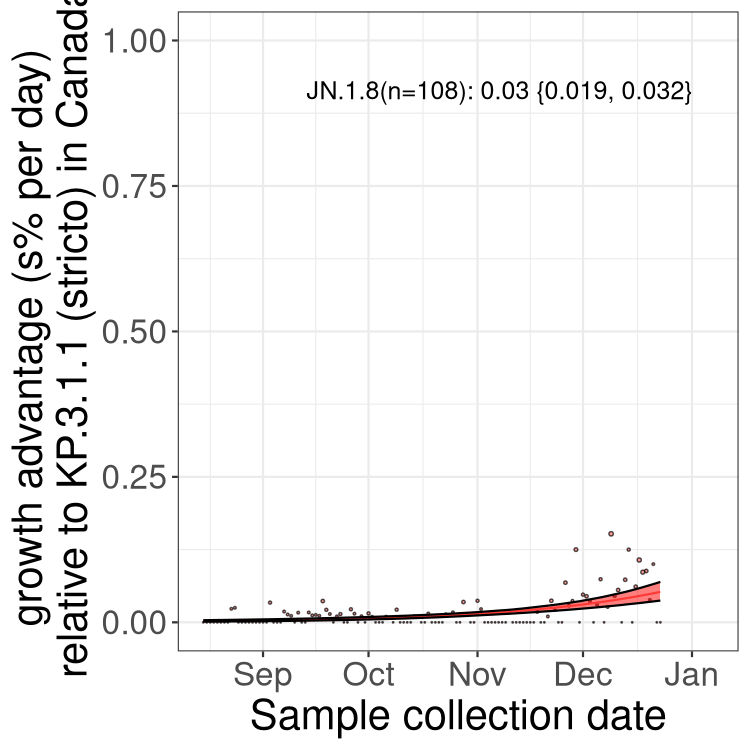 growth advantage (s% per day)
relative to KP.3.1.1 (stricto) in Canada
1.00
0.75
0.50
0.25
0.00
JN.1.8(n=108): 0.03 {0.019, 0.032}
Sep Oct Nov Dec Jan
Sample collection date